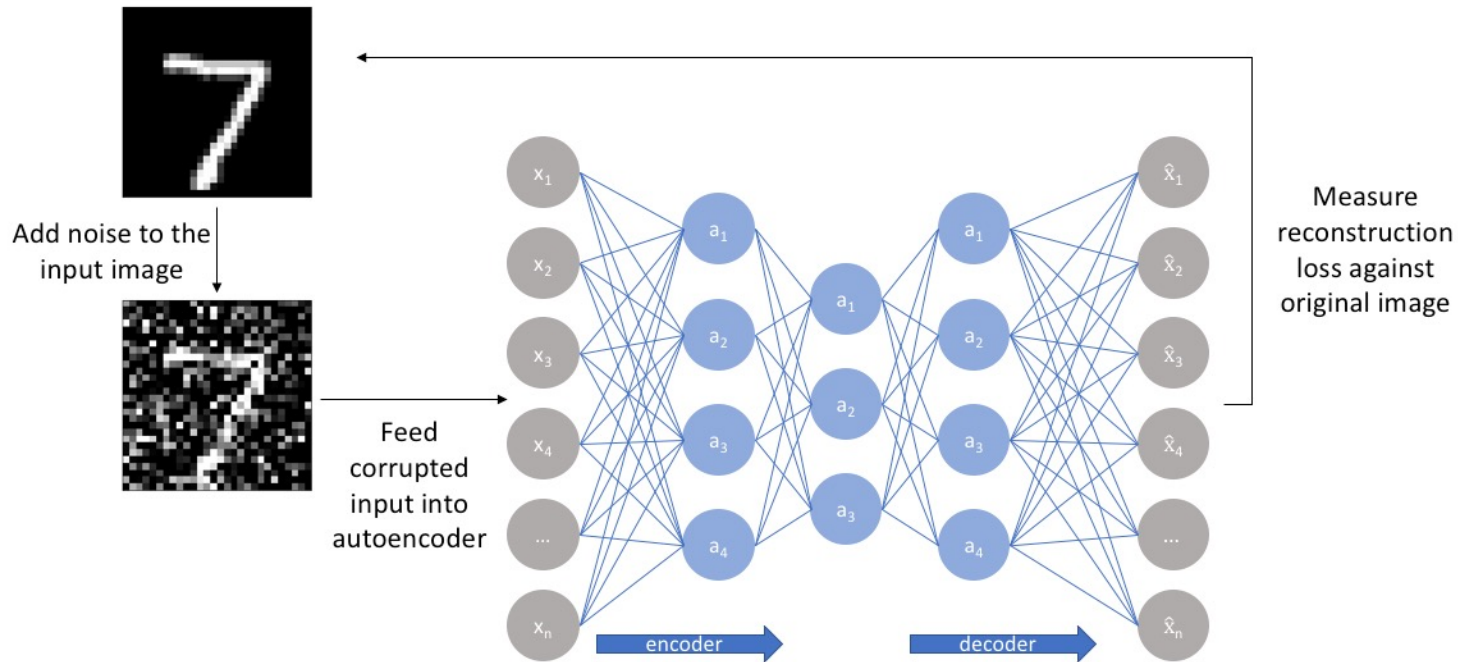 Add noise to the
input image
Feed
corrupted
input into
autoencoder
x₁
x₂
x₃
x₄
...
xₙ
a₁
a₂
a₃
a₄
a₁
a₂
a₃
a₁
a₂
a₃
a₄
x̂₁
x̂₂
x̂₃
x̂₄
...
x̂ₙ
encoder
decoder
Measure
reconstruction
loss against
original image